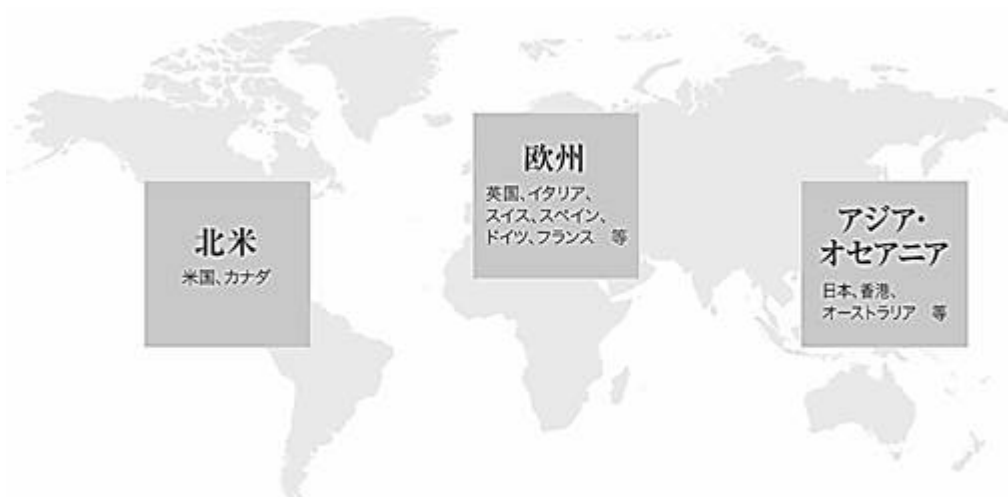 北米
米国、カナダ
欧州
英国、イタリア、
スイス、スペイン、
ドイツ、フランス　等
アジア・
オセアニア
日本、香港、
オーストラリア　等